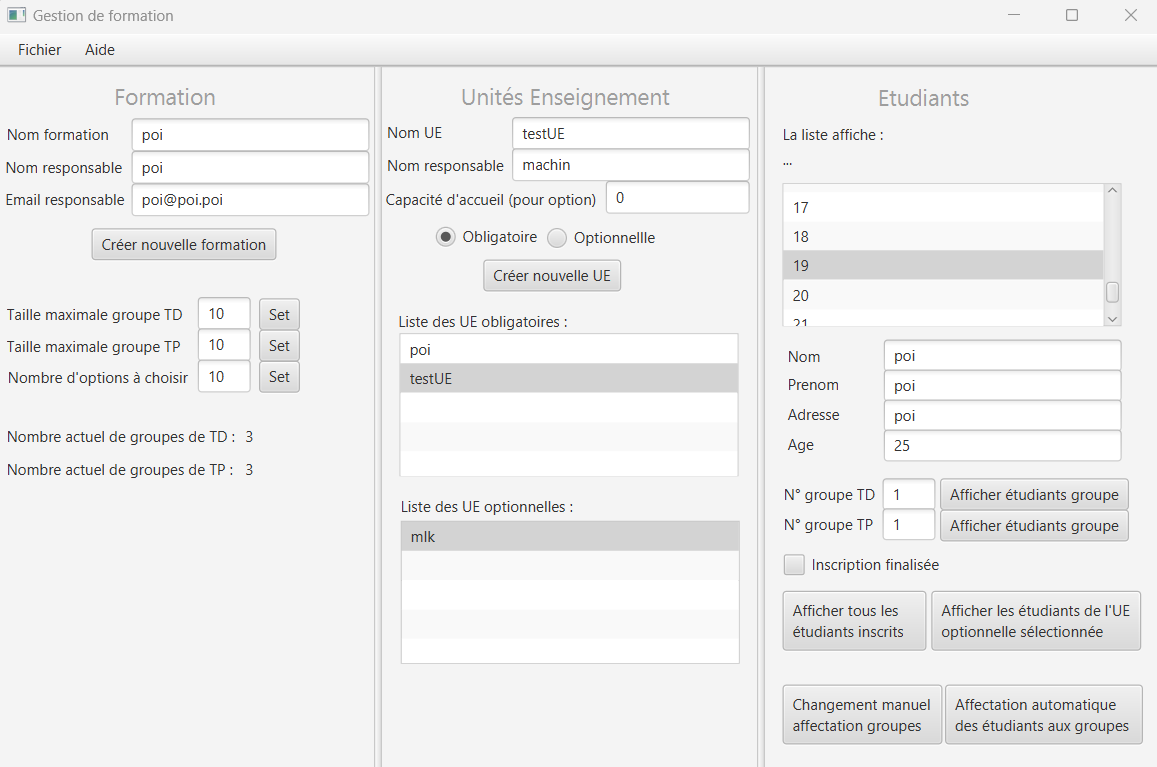 Gestion de formation
Fichier Aide
Formation
Nom formation poi
Nom responsable poi
Email responsable poi@poi.poi
Créer nouvelle formation
Taille maximale groupe TD 10 Set
Taille maximale groupe TP 10 Set
Nombre d'options à choisir 10 Set
Nombre actuel de groupes de TD : 3
Nombre actuel de groupes de TP : 3
Unités Enseignement
Nom UE testUE
Nom responsable machin
Capacité d'accueil (pour option) 0
Obligatoire Optionnellle
Créer nouvelle UE
Liste des UE obligatoires :
poi
testUE
Liste des UE optionnelles :
mlk
Etudiants
La liste affiche :
...
17
18
19
20
21
Nom poi
Prenom poi
Adresse poi
Age 25
N° groupe TD 1 Afficher étudiants groupe
N° groupe TP 1 Afficher étudiants groupe
Inscription finalisée
Afficher tous les
étudiants inscrits
Afficher les étudiants de l'UE
optionnelle sélectionnée
Changement manuel
affectation groupes
Affectation automatique
des étudiants aux groupes